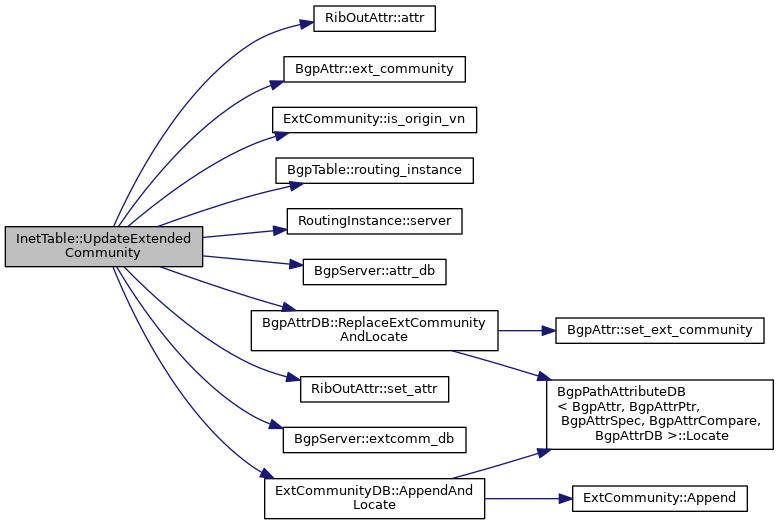 RibOutAttr::attr
BgpAttr::ext_community
ExtCommunity::is_origin_vn
BgpTable::routing_instance
RoutingInstance::server
InetTable::UpdateExtended
Community
BgpServer::attr_db
BgpAttrDB::ReplaceExtCommunity
AndLocate
BgpAttr::set_ext_community
RibOutAttr::set_attr
BgpPathAttributeDB
< BgpAttr, BgpAttrPtr,
BgpAttrSpec, BgpAttrCompare,
BgpAttrDB >::Locate
BgpServer::extcomm_db
ExtCommunityDB::AppendAnd
Locate
ExtCommunity::Append